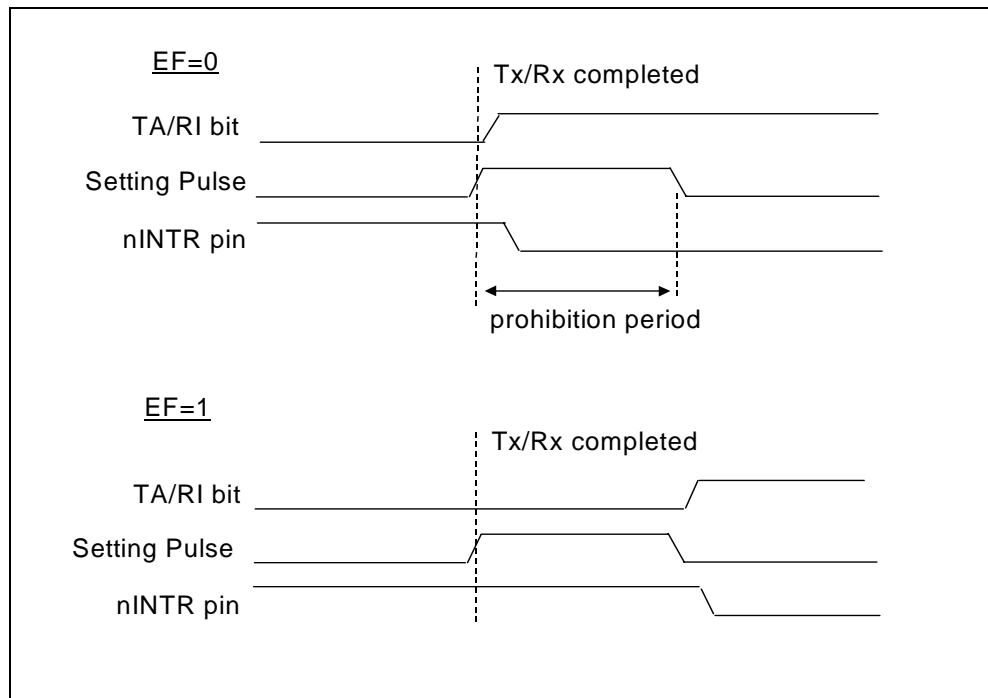 EF=0
Tx/Rx completed
TA/RI bit
Setting Pulse
nINTR pin
prohibition period
EF=1
Tx/Rx completed
TA/RI bit
Setting Pulse
nINTR pin